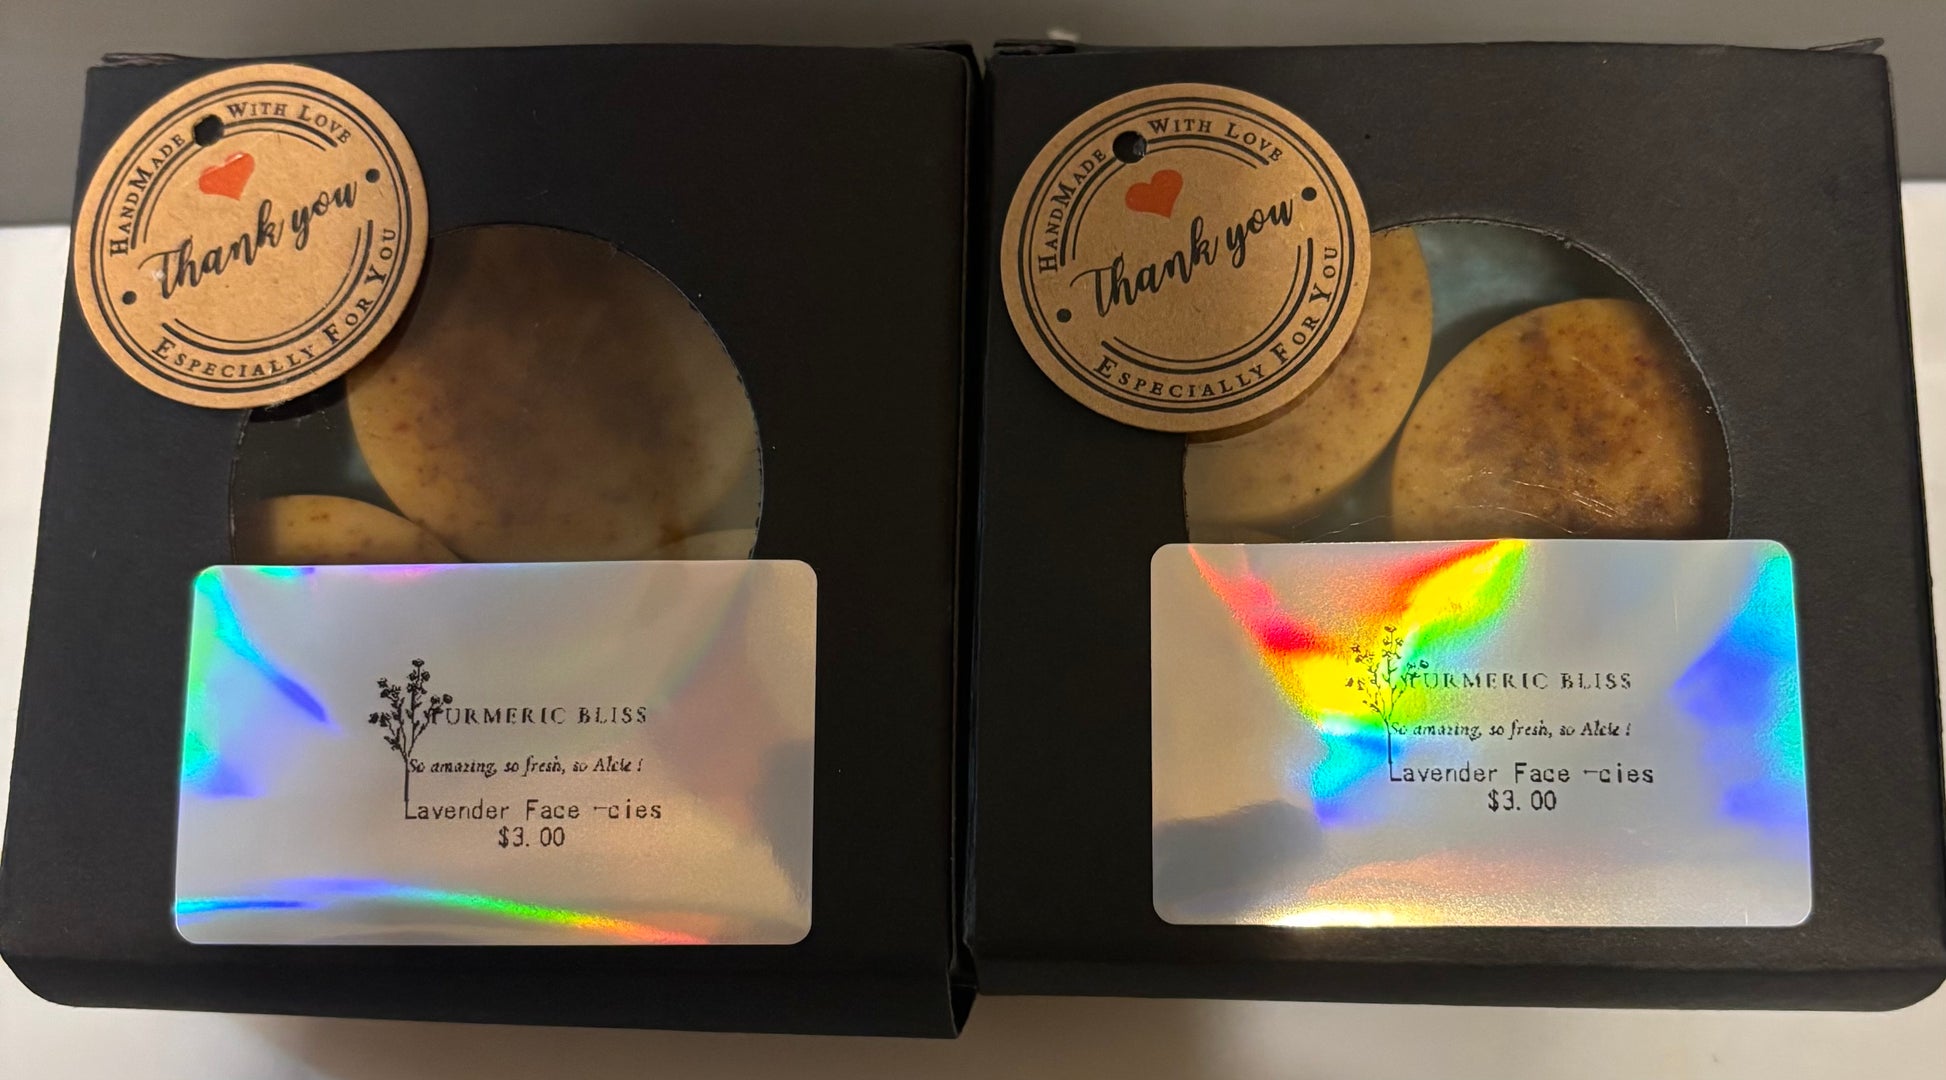 HANDMADE WITH LOVE
Thank you
ESPECIALLY FOR YOU
TURMERIC BLISS
So amazing, so fresh, so
Lavender Face
$3.00
HANDMADE WITH LOVE
Thank you
ESPECIALLY FOR YOU
TURMERIC BLISS
So amazing, so fresh, so
Lavender Face
$3.00